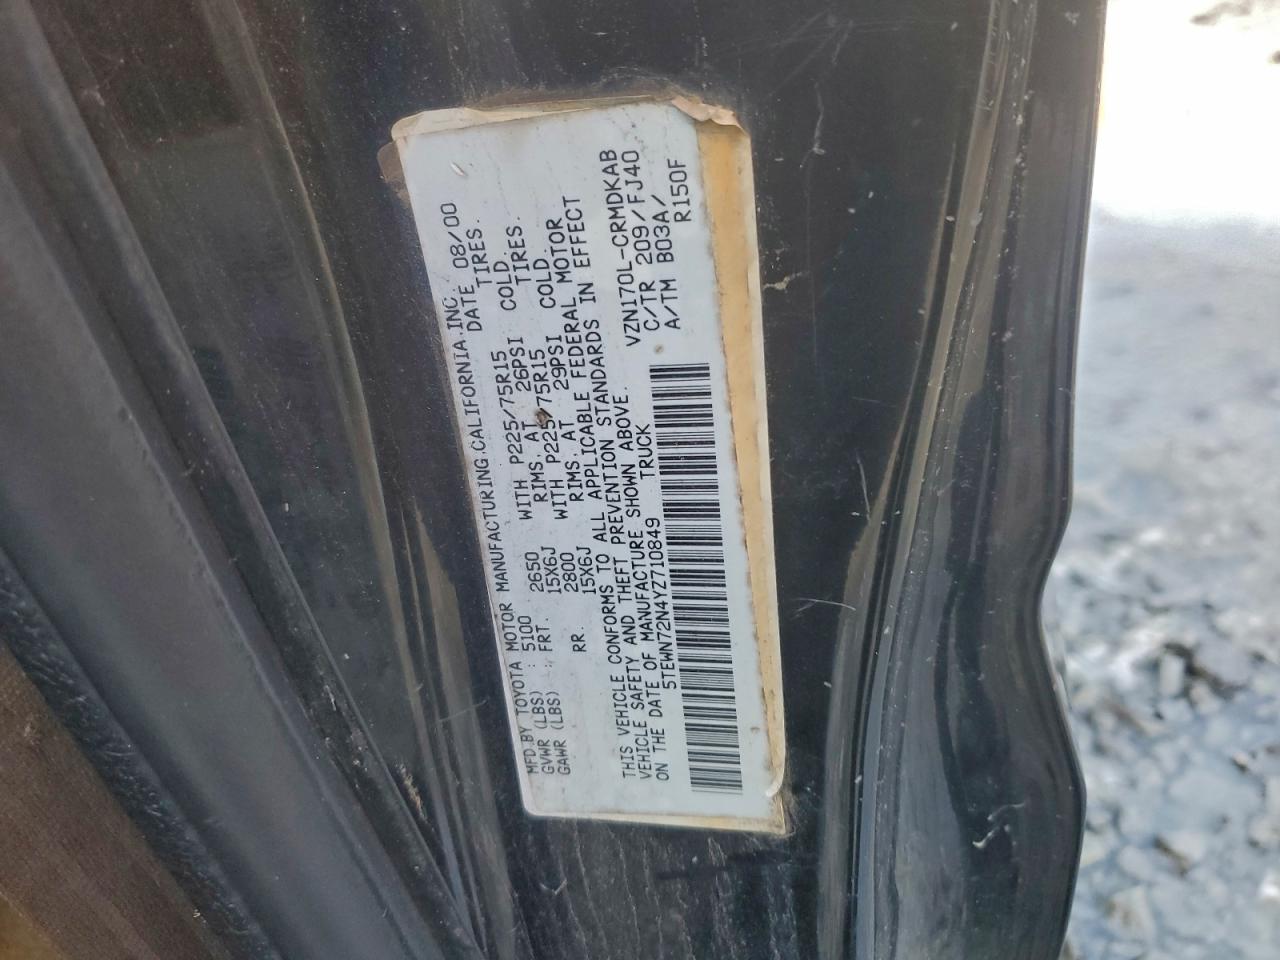 MFD.BY TOYOTA MOTOR MANUFACTURING.CALIFORNIA.INC. 08/00
GVWR (LBS) : 5100 DATE
GAWR (LBS) : FRT. 2650 WITH P225/75R15 TIRES.
15X6J RIMS. AT 26PSI COLD.
RR. 2800 WITH P225/75R15 TIRES.
15X6J RIMS. AT 29PSI COLD.
THIS VEHICLE CONFORMS TO ALL APPLICABLE FEDERAL MOTOR
VEHICLE SAFETY AND THEFT PREVENTION STANDARDS IN EFFECT
ON THE DATE OF MANUFACTURE SHOWN ABOVE.
5TEWN72N4YZ710849 TRUCK
VZN170L-CRMDKAB
C/TR 209/FJ40
A/TM B03A/
R150F